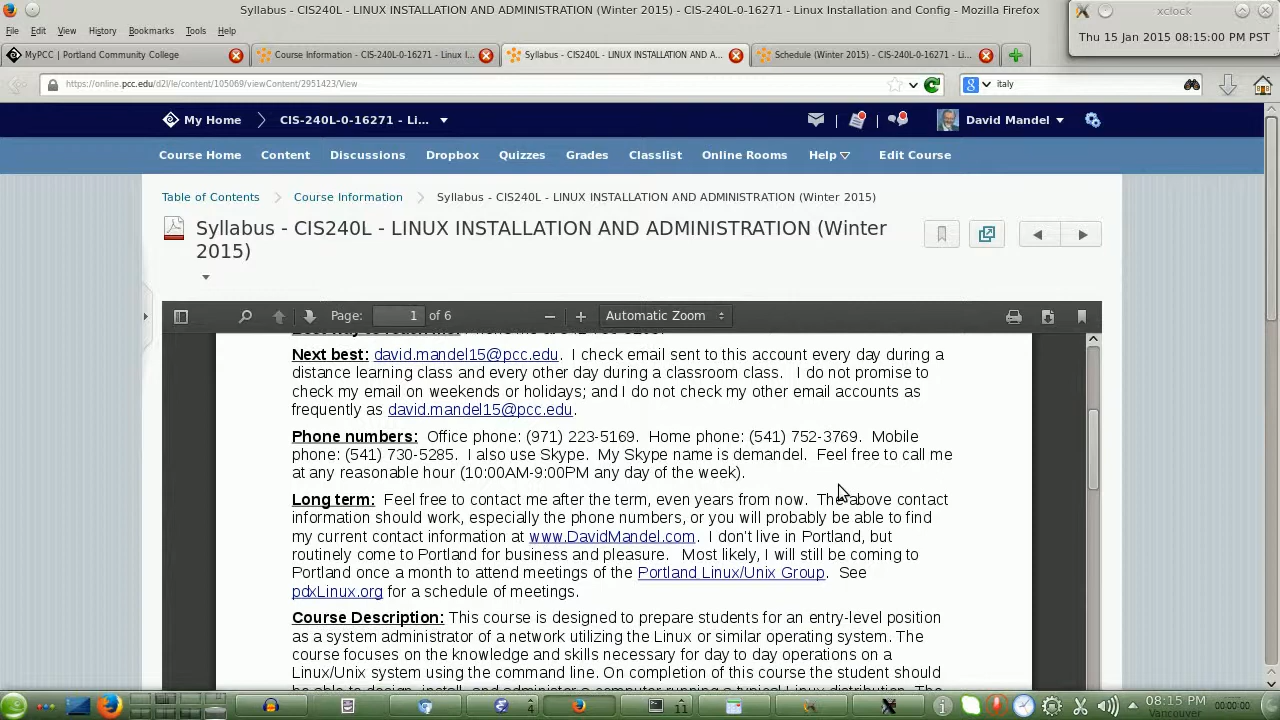 Syllabus - CIS240L - LINUX INSTALLATION AND ADMINISTRATION (Winter 2015) - CIS-240L-0-16271 - Linux Installation and Config - Mozilla Firefox
xclock
File Edit View History Bookmarks Tools Help
Thu 15 Jan 2015 08:15:00 PM PST
MyPCC | Portland Community College
Course Information - CIS-240L-0-16271 - Linux I...
Syllabus - CIS240L - LINUX INSTALLATION AND A...
Schedule (Winter 2015) - CIS-240L-0-16271 - Li...
https://online.pcc.edu/d2l/le/content/105069/viewContent/2951423/View
italy
My Home
CIS-240L-0-16271 - Li...
David Mandel
Course Home Content Discussions Dropbox Quizzes Grades Classlist Online Rooms Help Edit Course
Table of Contents
Course Information
Syllabus - CIS240L - LINUX INSTALLATION AND ADMINISTRATION (Winter 2015)
Syllabus - CIS240L - LINUX INSTALLATION AND ADMINISTRATION (Winter
2015)
Page: 1 of 6
Automatic Zoom
Next best: david.mandel15@pcc.edu. I check email sent to this account every day during a
distance learning class and every other day during a classroom class. I do not promise to
check my email on weekends or holidays; and I do not check my other email accounts as
frequently as david.mandel15@pcc.edu.
Phone numbers: Office phone: (971) 223-5169. Home phone: (541) 752-3769. Mobile
phone: (541) 730-5285. I also use Skype. My Skype name is demandel. Feel free to call me
at any reasonable hour (10:00AM-9:00PM any day of the week).
Long term: Feel free to contact me after the term, even years from now. The above contact
information should work, especially the phone numbers, or you will probably be able to find
my current contact information at www.DavidMandel.com. I don't live in Portland, but
routinely come to Portland for business and pleasure. Most likely, I will still be coming to
Portland once a month to attend meetings of the Portland Linux/Unix Group. See
pdxLinux.org for a schedule of meetings.
Course Description: This course is designed to prepare students for an entry-level position
as a system administrator of a network utilizing the Linux or similar operating system. The
course focuses on the knowledge and skills necessary for day to day operations on a
Linux/Unix system using the command line. On completion of this course the student should
4
11
08:15 PM
Vancouver
00:00:00